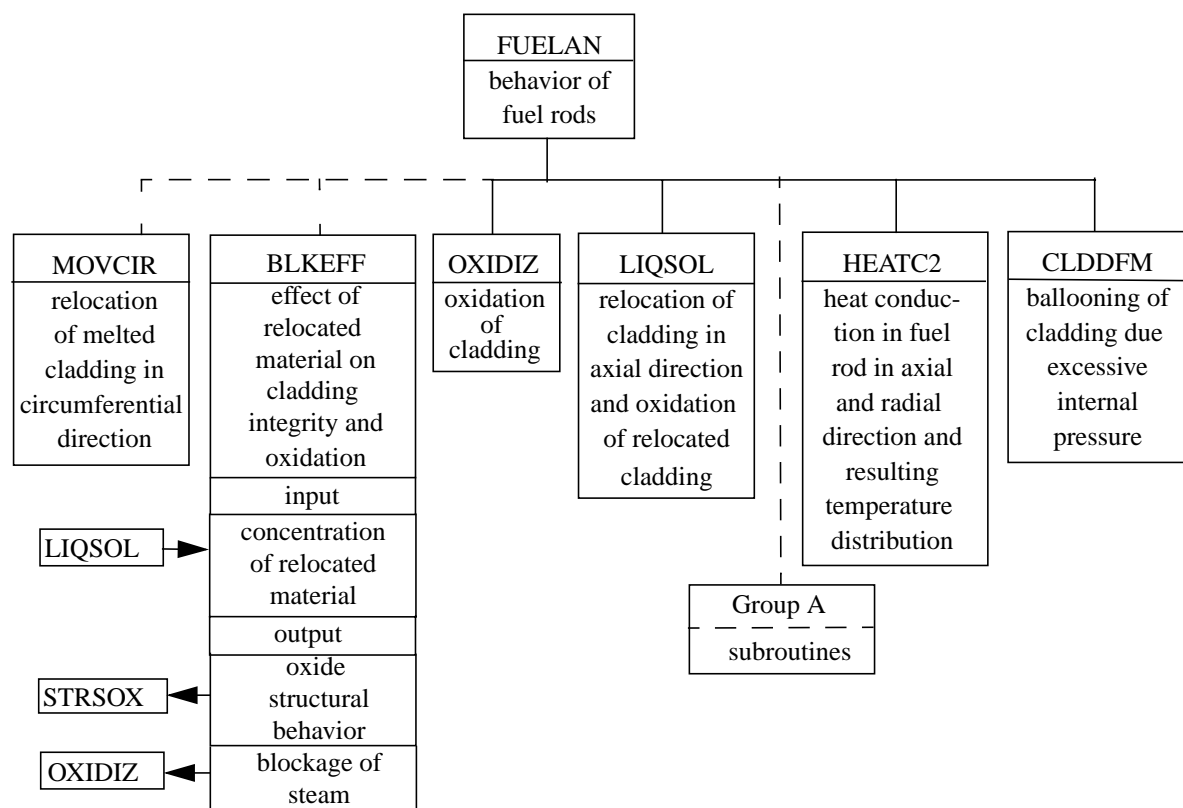 FUELAN
behavior of
fuel rods
MOVCIR
relocation
of melted
cladding in
circumferential
direction
BLKEFF
effect of
relocated
material on
cladding
integrity and
oxidation
input
concentration
of relocated
material
output
oxide
structural
behavior
blockage of
steam
LIQSOL
STRSOX
OXIDIZ
OXIDIZ
oxidation
of
cladding
LIQSOL
relocation of
cladding in
axial direction
and oxidation
of relocated
cladding
Group A
subroutines
HEATC2
heat conduc-
tion in fuel
rod in axial
and radial
direction and
resulting
temperature
distribution
CLDDFM
ballooning of
cladding due
excessive
internal
pressure